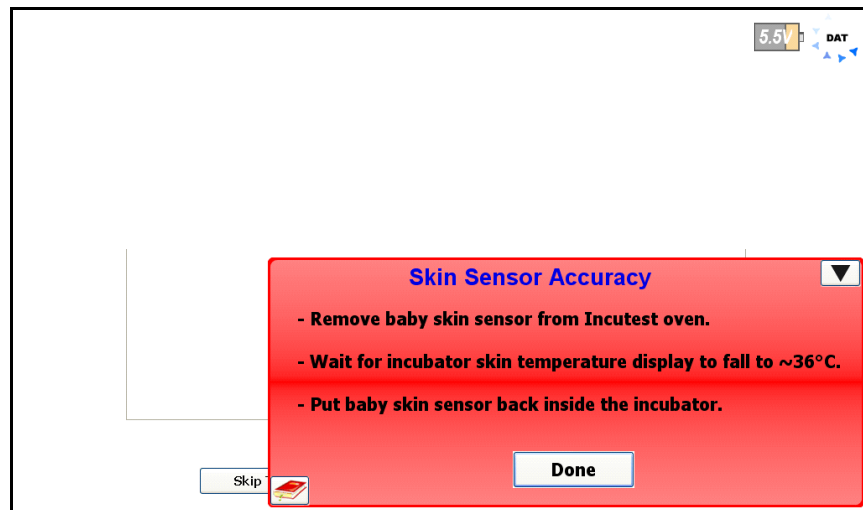 5.5V
DAT
Skin Sensor Accuracy
- Remove baby skin sensor from Incutest oven.
- Wait for incubator skin temperature display to fall to ~36°C.
- Put baby skin sensor back inside the incubator.
Done
Skip